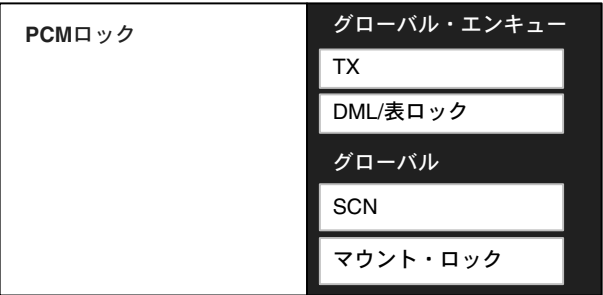 PCMロック
グローバル・エンキュー
TX
DML/表ロック
グローバル
SCN
マウント・ロック